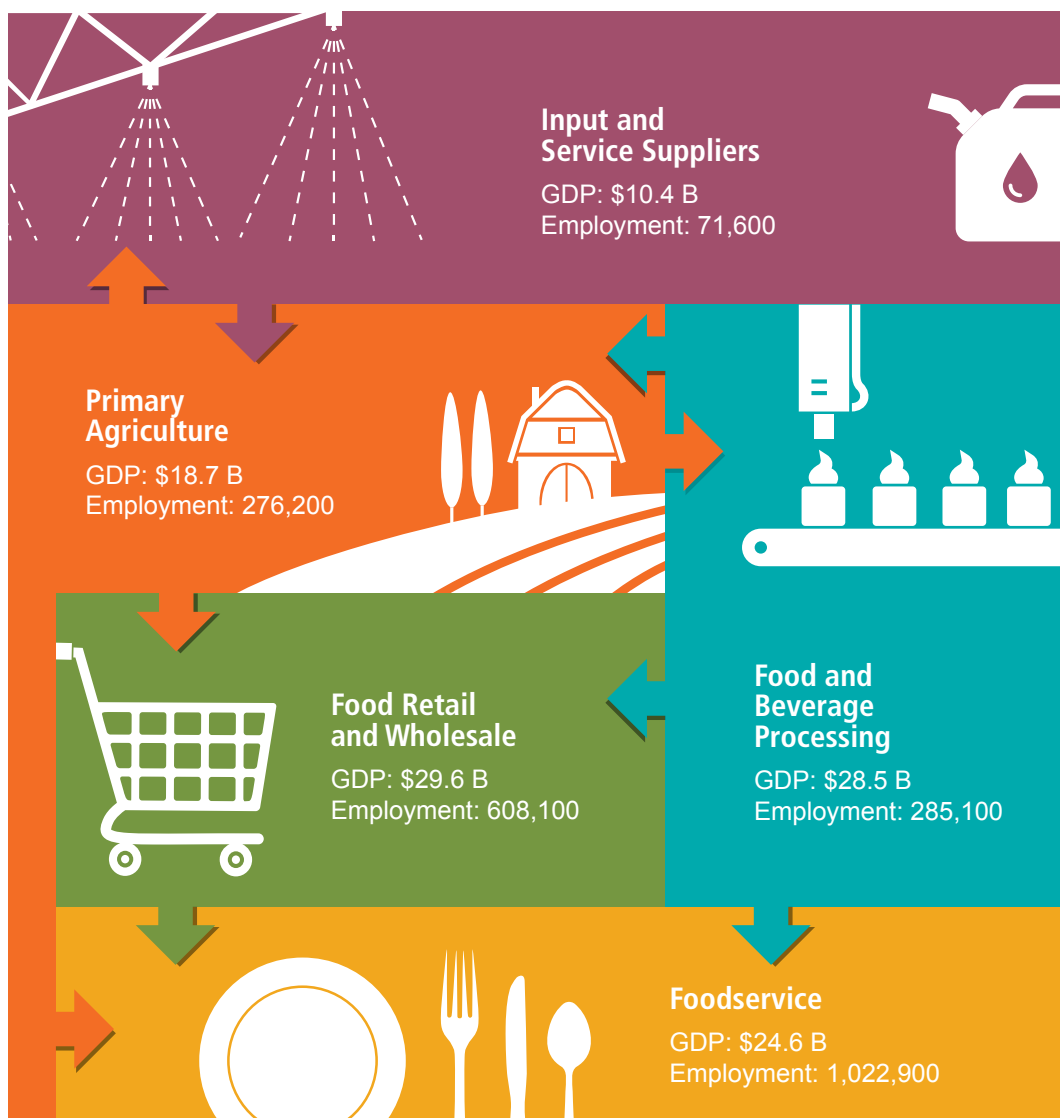 Input and
Service Suppliers
GDP: $10.4 B
Employment: 71,600
Primary
Agriculture
GDP: $18.7 B
Employment: 276,200
Food Retail
and Wholesale
GDP: $29.6 B
Employment: 608,100
Food and
Beverage
Processing
GDP: $28.5 B
Employment: 285,100
Foodservice
GDP: $24.6 B
Employment: 1,022,900